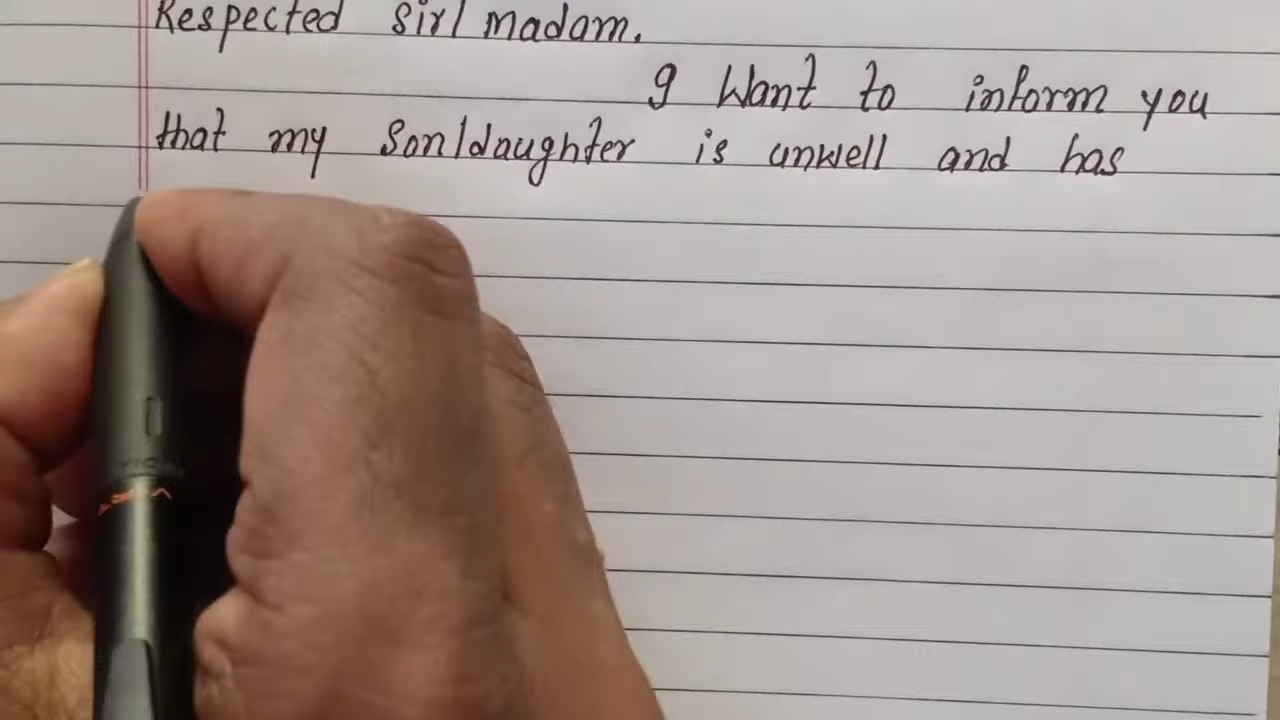 Respected sir/madam.
I want to inform you
that my Son/daughter is unwell and has